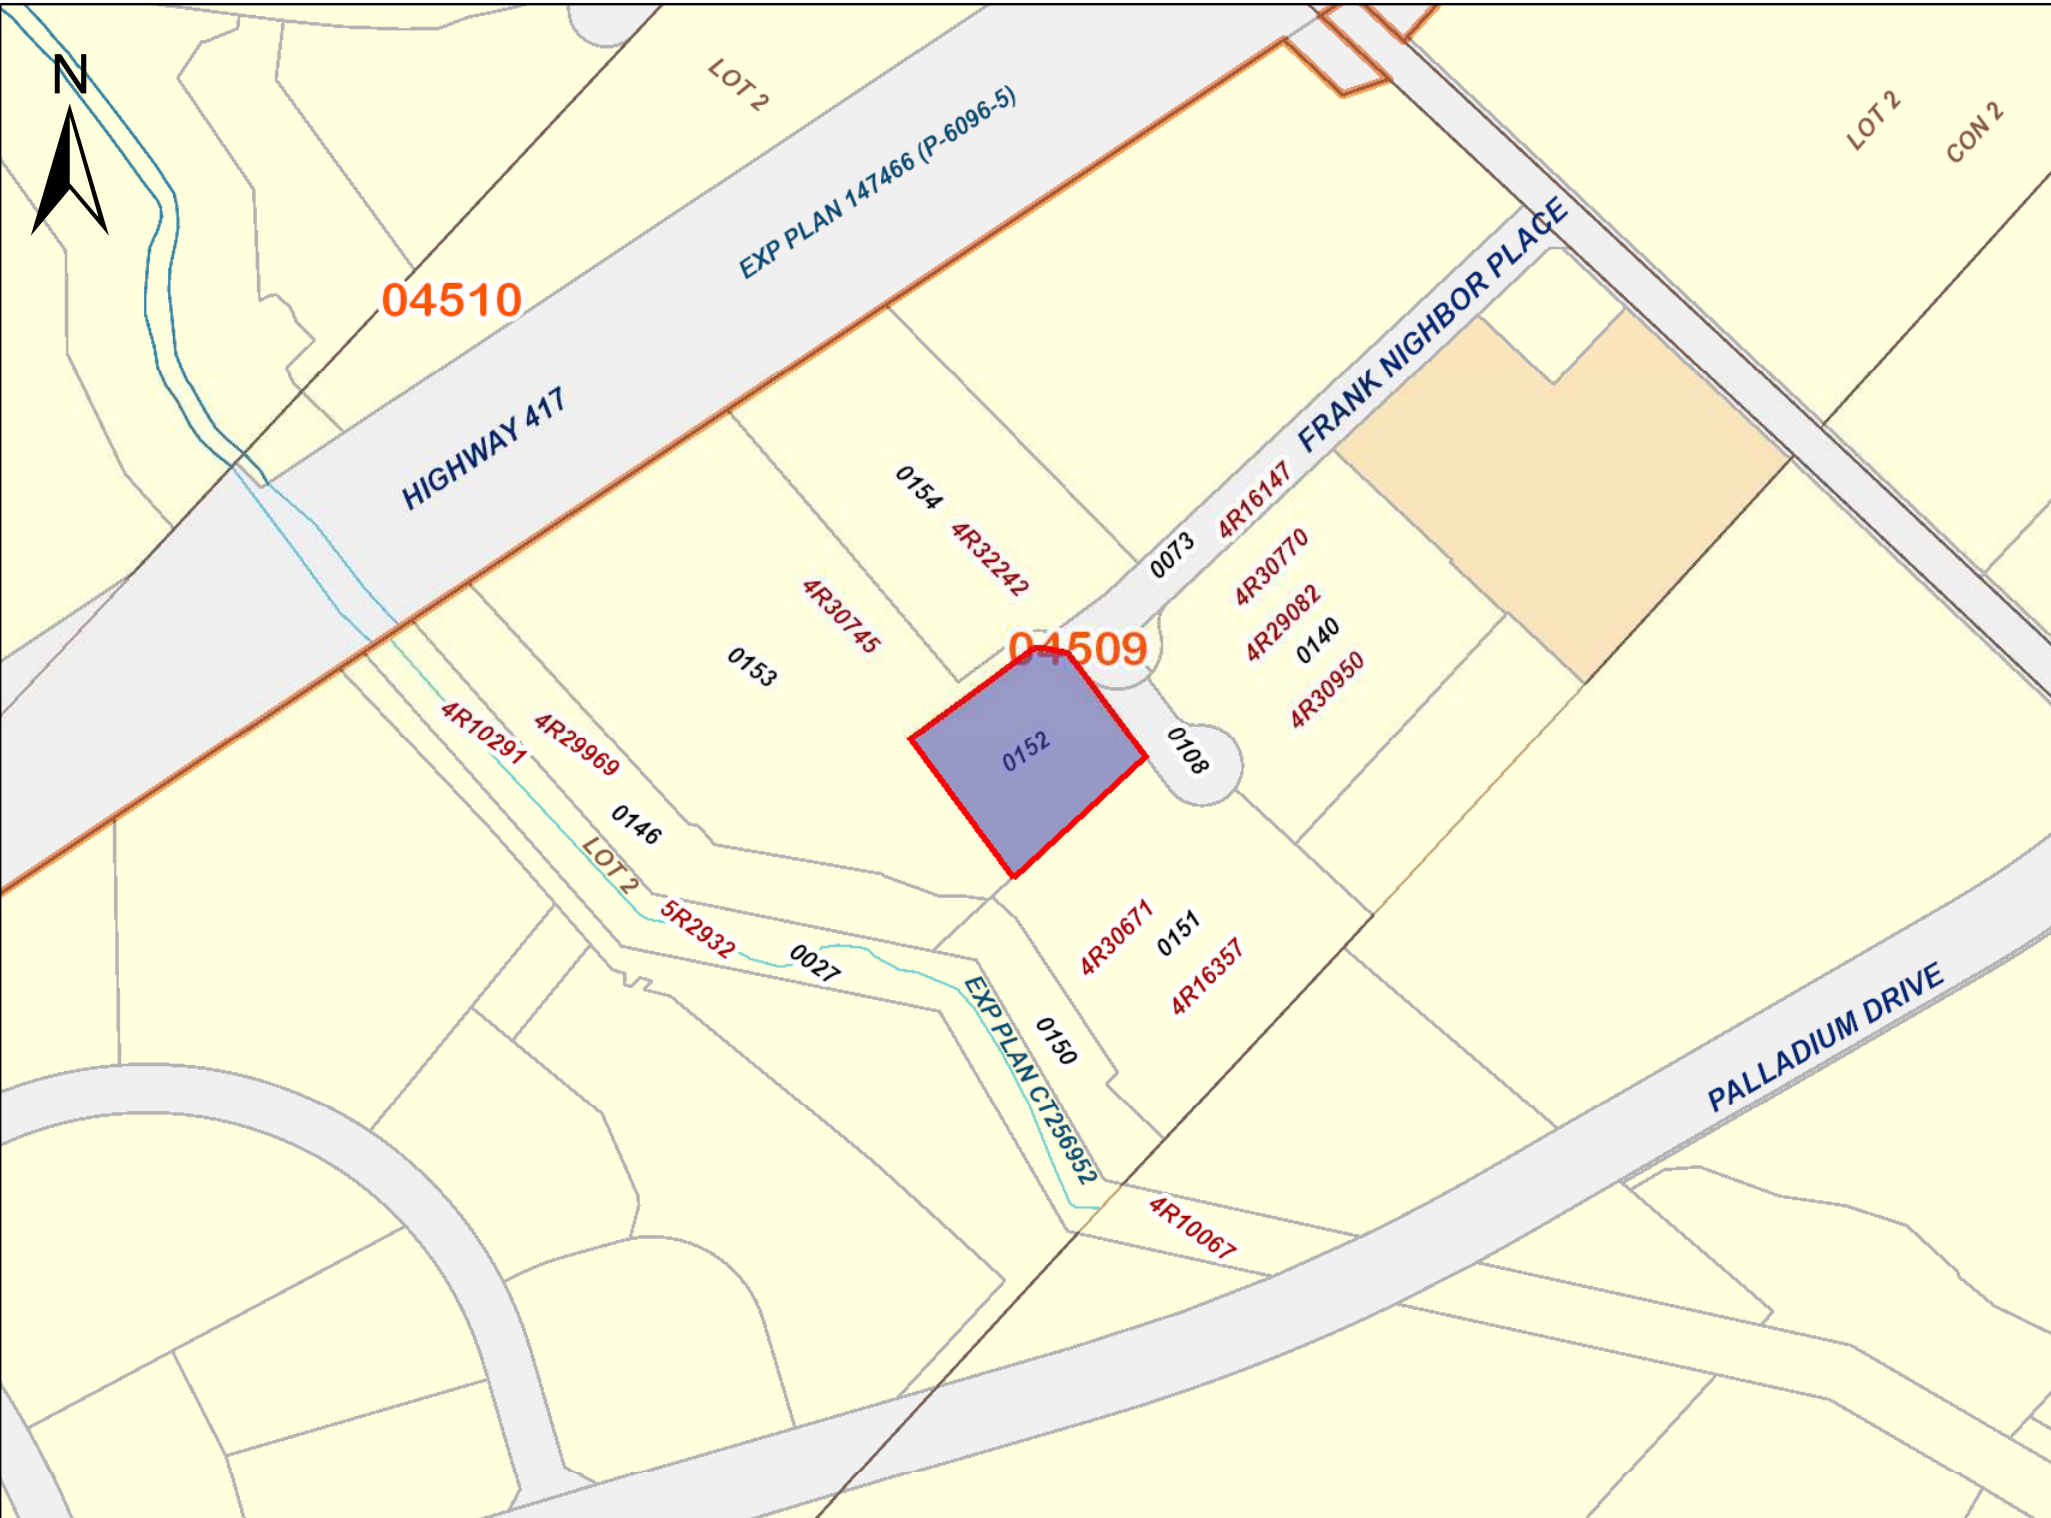 N
LOT 2
LOT 2
CON 2
EXP PLAN 147466 (P-6096-5)
04510
FRANK NIGHBOR PLACE
HIGHWAY 417
0154
4R32242
4R16147
0073
4R30770
4R29082
0140
4R30950
4R30745
0153
04509
0152
0108
4R10291
4R29969
0146
LOT 2
5R2932
0027
4R30671
0151
4R16357
EXP PLAN CT256952
0150
PALLADIUM DRIVE
4R10067